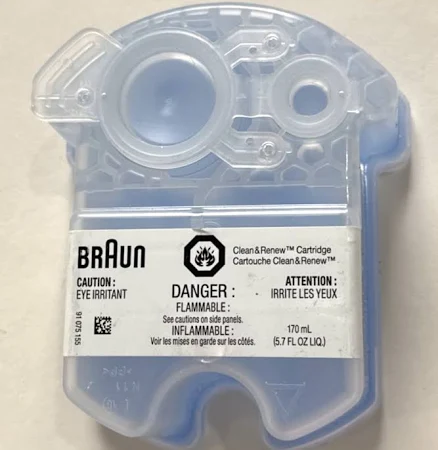 BRAUN
Clean&Renew™ Cartridge
Cartouche Clean&Renew™
CAUTION :
EYE IRRITANT
DANGER :
FLAMMABLE :
See cautions on side panels.
INFLAMMABLE :
Voir les mises en garde sur les côtés.
ATTENTION :
IRRITE LES YEUX
170 mL
(5.7 FL OZ LIQ.)
91 075 155